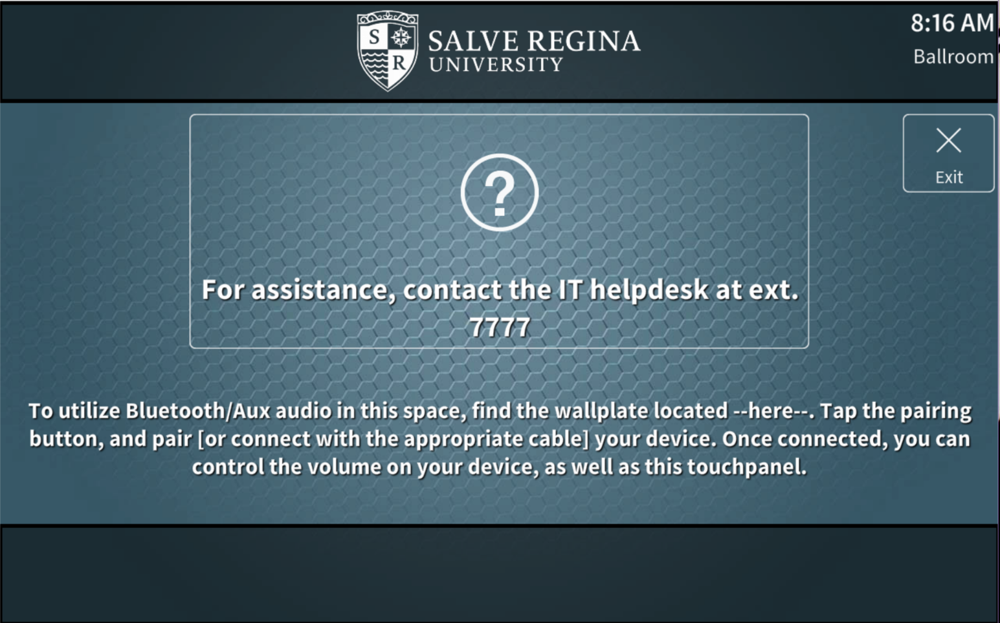 S
R
SALVE REGINA
UNIVERSITY
8:16 AM
Ballroom
?
Exit
For assistance, contact the IT helpdesk at ext.
7777
To utilize Bluetooth/Aux audio in this space, find the wallplate located --here--. Tap the pairing
button, and pair [or connect with the appropriate cable] your device. Once connected, you can
control the volume on your device, as well as this touchpanel.